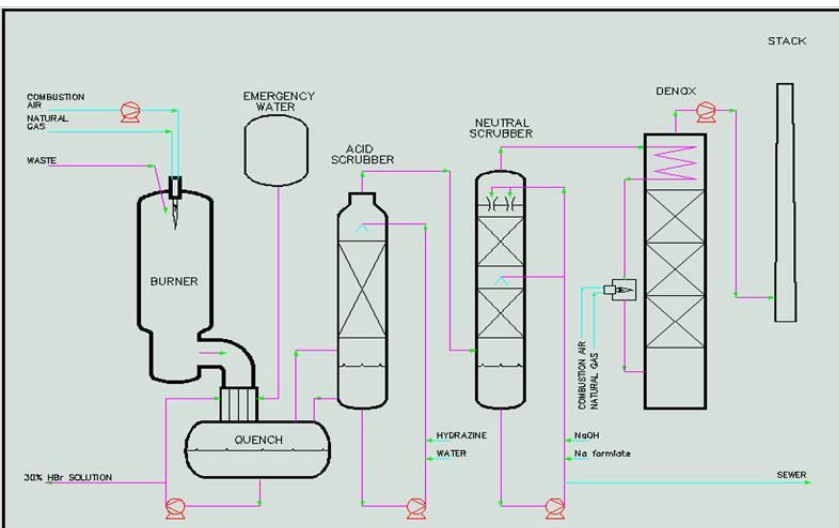 STACK
COMBUSTION
AIR
NATURAL
GAS
WASTE
EMERGENCY
WATER
ACID
SCRUBBER
NEUTRAL
SCRUBBER
DENOX
BURNER
QUENCH
COMBUSTION AIR
NATURAL GAS
HYDRAZINE
WATER
NaOH
Na formiate
30% HBr SOLUTION
SEWER